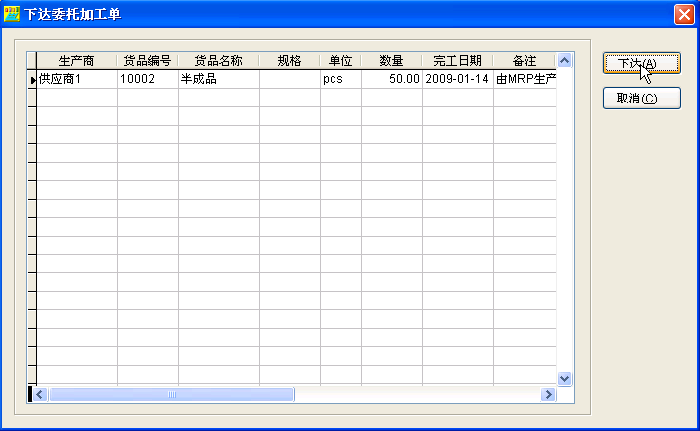 下达委托加工单
生产商 货品编号 货品名称 规格 单位 数量 完工日期 备注
供应商1 10002 半成品 pcs 50.00 2009-01-14 由MRP生产
下达(A)
取消(C)